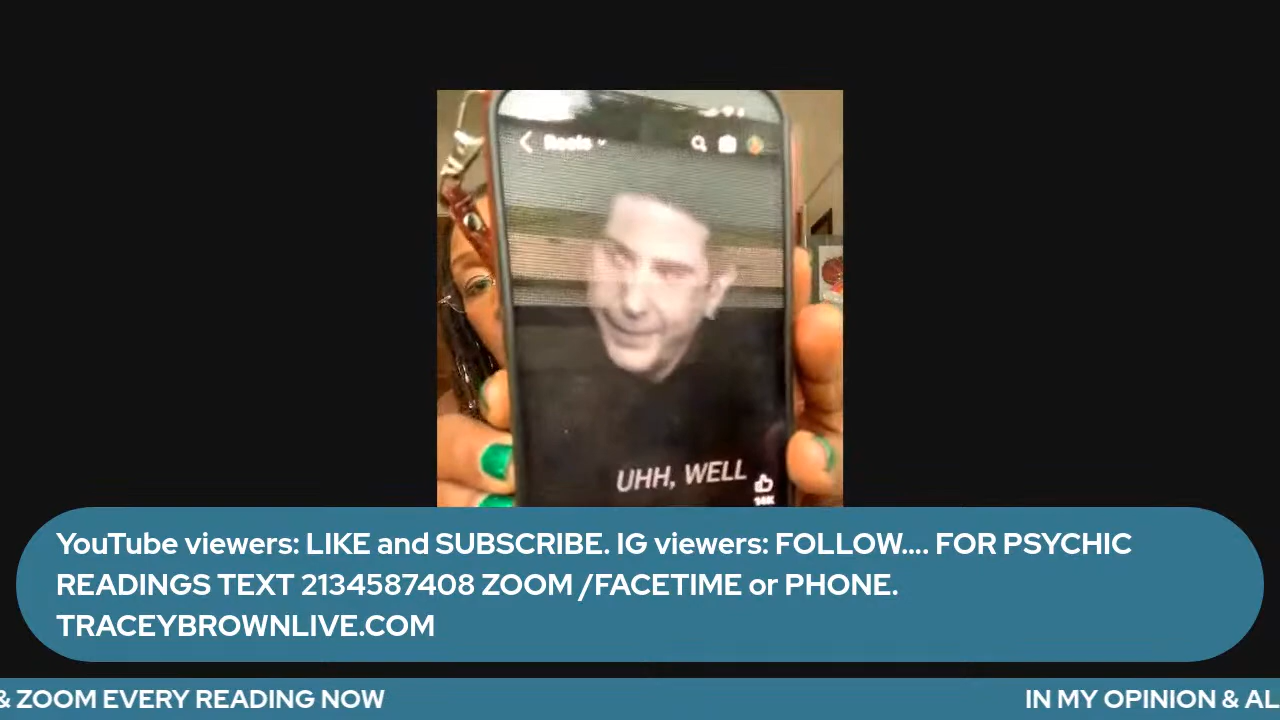 Reels
UHH, WELL
14K
YouTube viewers: LIKE and SUBSCRIBE. IG viewers: FOLLOW.... FOR PSYCHIC
READINGS TEXT 2134587408 ZOOM /FACETIME or PHONE.
TRACEYBROWNLIVE.COM
& ZOOM EVERY READING NOW
IN MY OPINION & AL